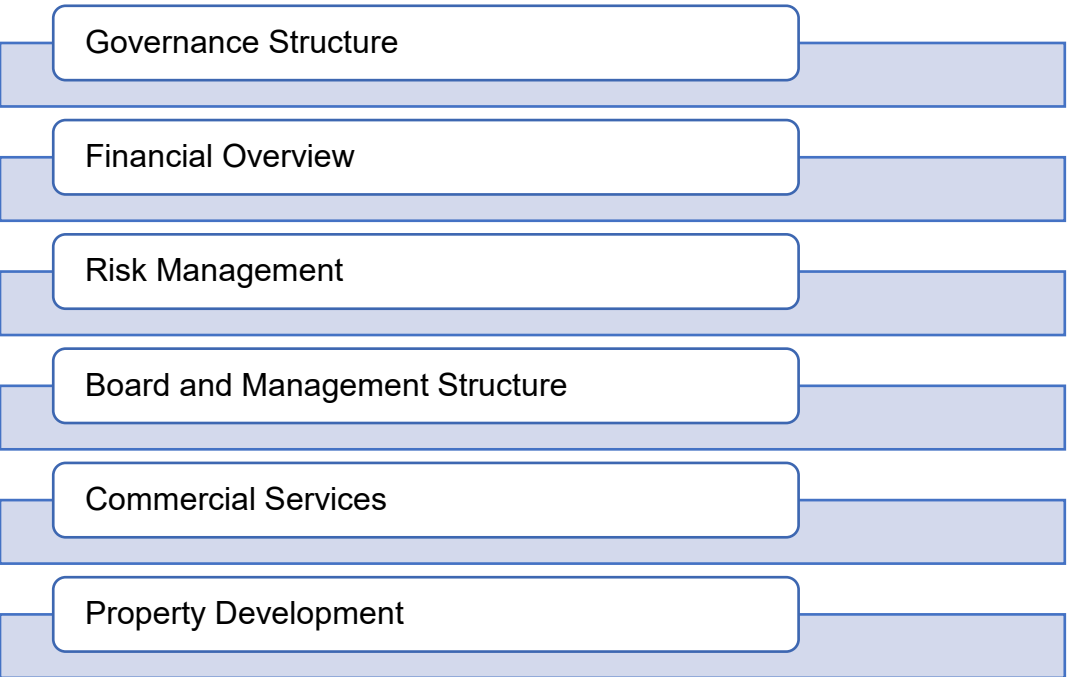 Governance Structure
Financial Overview
Risk Management
Board and Management Structure
Commercial Services
Property Development